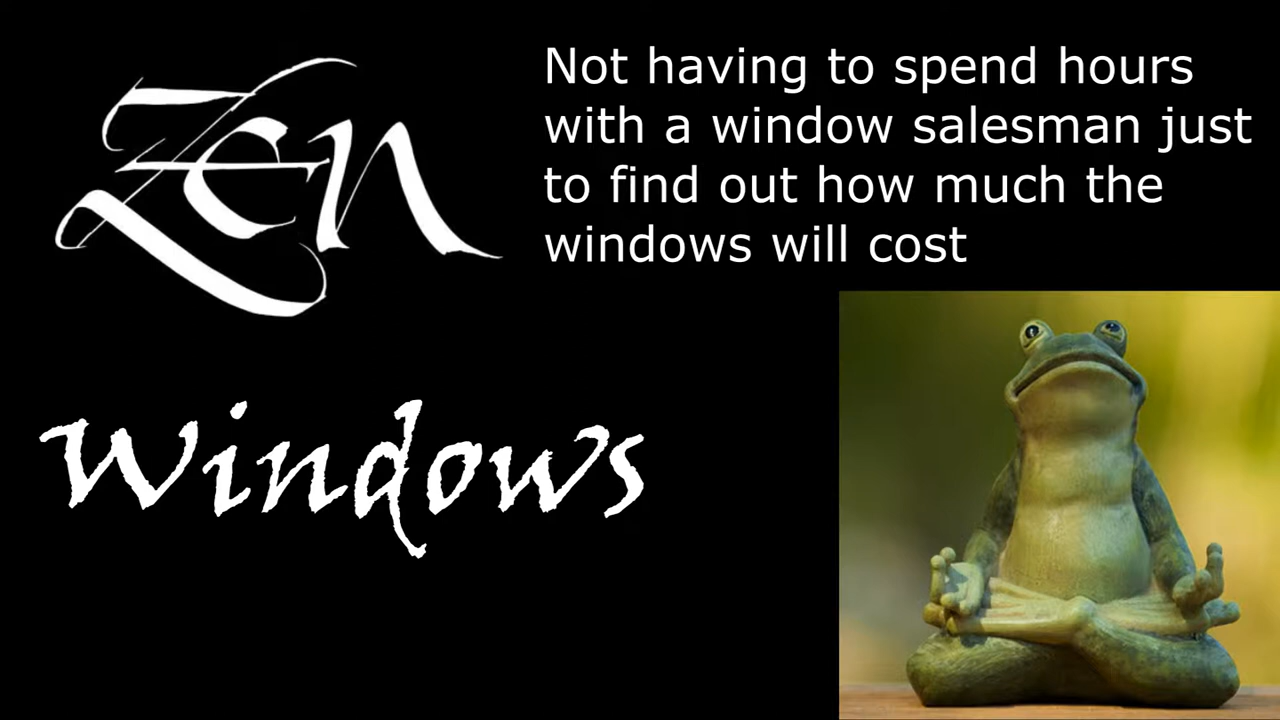 Zen
Windows
Not having to spend hours
with a window salesman just
to find out how much the
windows will cost